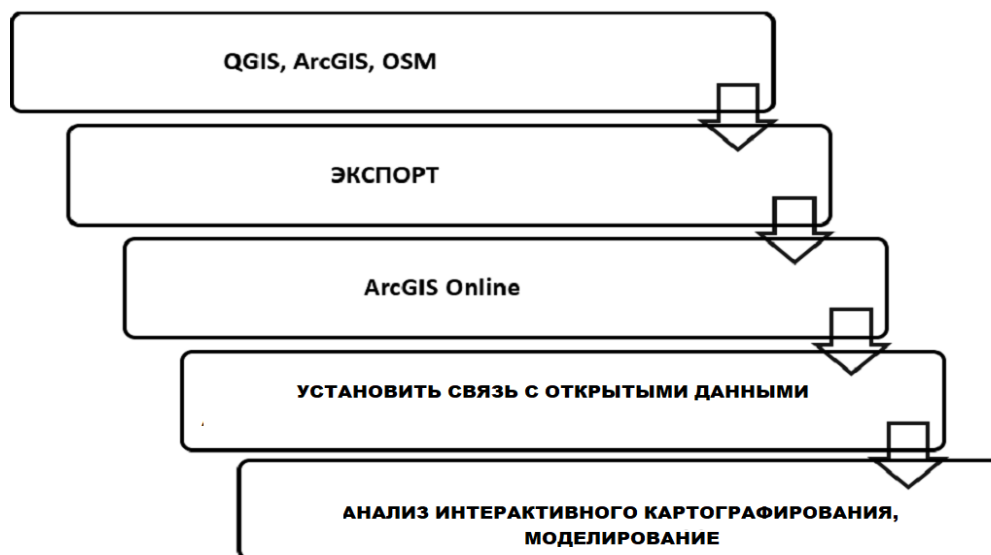 QGIS, ArcGIS, OSM
ЭКСПОРТ
ArcGIS Online
УСТАНОВИТЬ СВЯЗЬ С ОТКРЫТЫМИ ДАННЫМИ
АНАЛИЗ ИНТЕРАКТИВНОГО КАРТОГРАФИРОВАНИЯ,
МОДЕЛИРОВАНИЕ